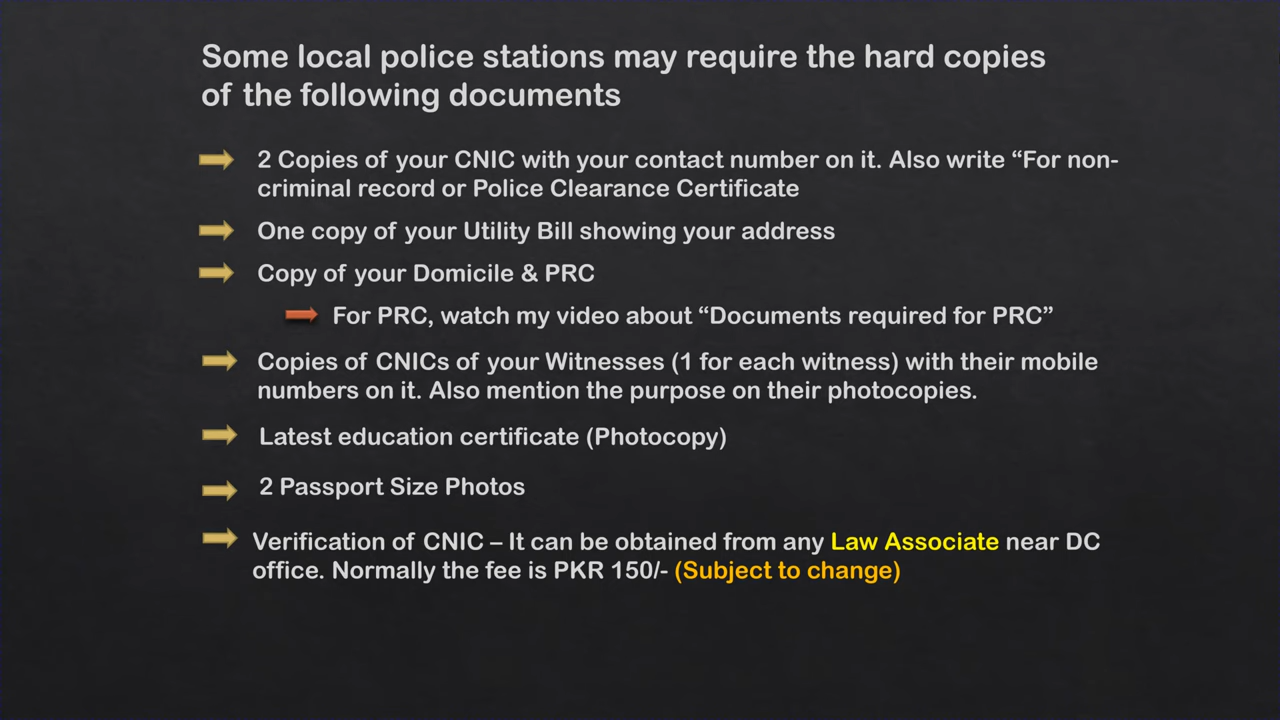 Some local police stations may require the hard copies
of the following documents
2 Copies of your CNIC with your contact number on it. Also write “For non-
criminal record or Police Clearance Certificate
One copy of your Utility Bill showing your address
Copy of your Domicile & PRC
For PRC, watch my video about “Documents required for PRC”
Copies of CNICs of your Witnesses (1 for each witness) with their mobile
numbers on it. Also mention the purpose on their photocopies.
Latest education certificate (Photocopy)
2 Passport Size Photos
Verification of CNIC – It can be obtained from any Law Associate near DC
office. Normally the fee is PKR 150/- (Subject to change)